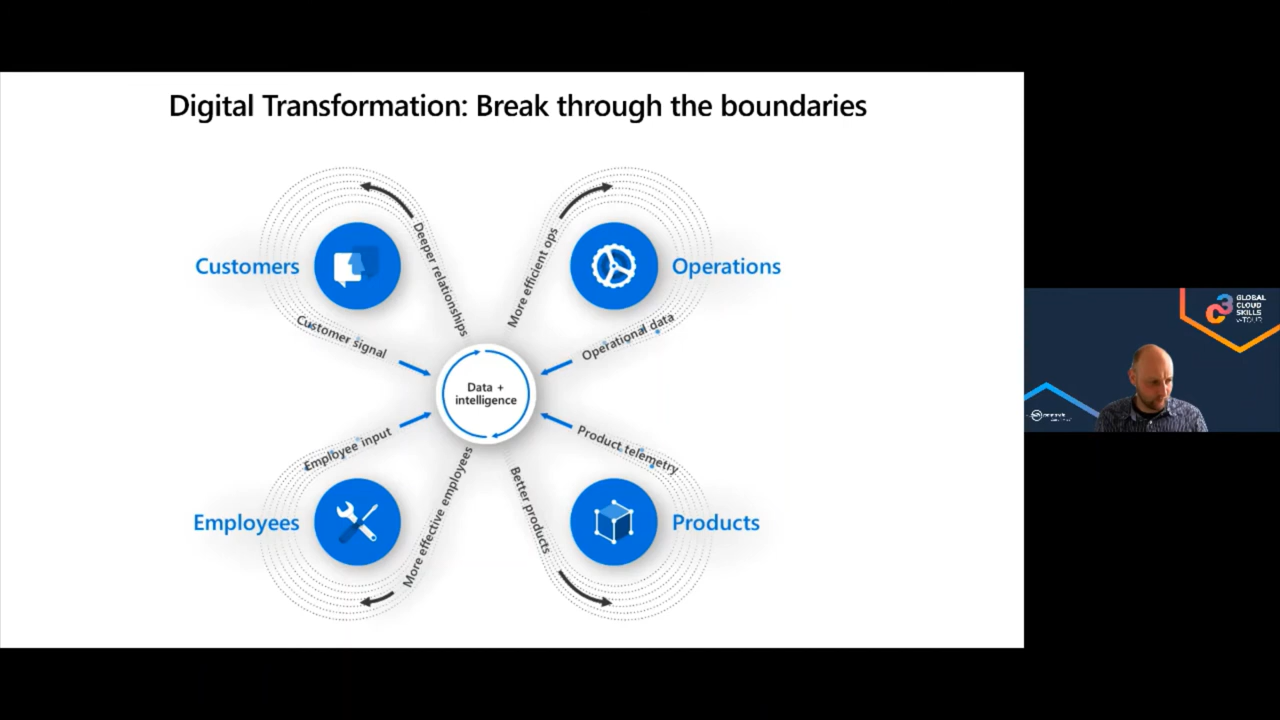 Digital Transformation: Break through the boundaries
Customers
Deeper relationships
Customer signal
More efficient ops
Operations
Operational data
Data +
intelligence
Employee input
Employees
More effective employees
Product telemetry
Better products
Products
GLOBAL
CLOUD
SKILLS
TOUR